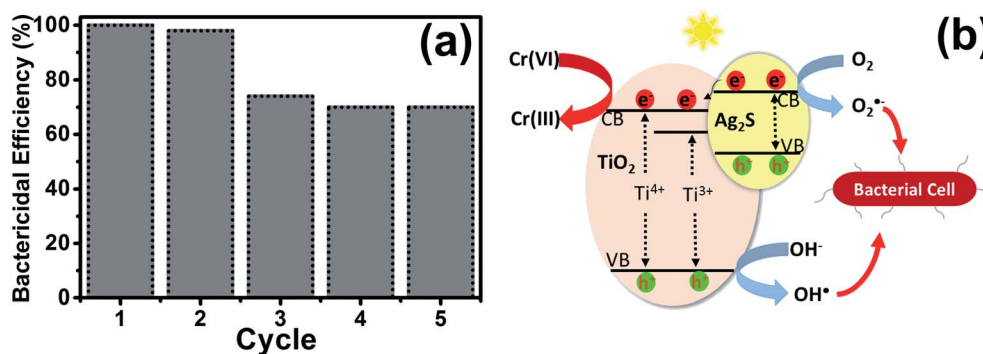 (a)
Bactericidal Efficiency (%)
100
80
60
40
20
0
1 2 3 4 5
Cycle
(b)
Cr(VI)
Cr(III)
e⁻ e⁻ e⁻ e⁻
CB
CB
O₂
O₂•⁻
Ag₂S
VB
h⁺ h⁺
TiO₂
Ti⁴⁺ Ti³⁺
Bacterial Cell
VB
h⁺ h⁺
OH⁻
OH•